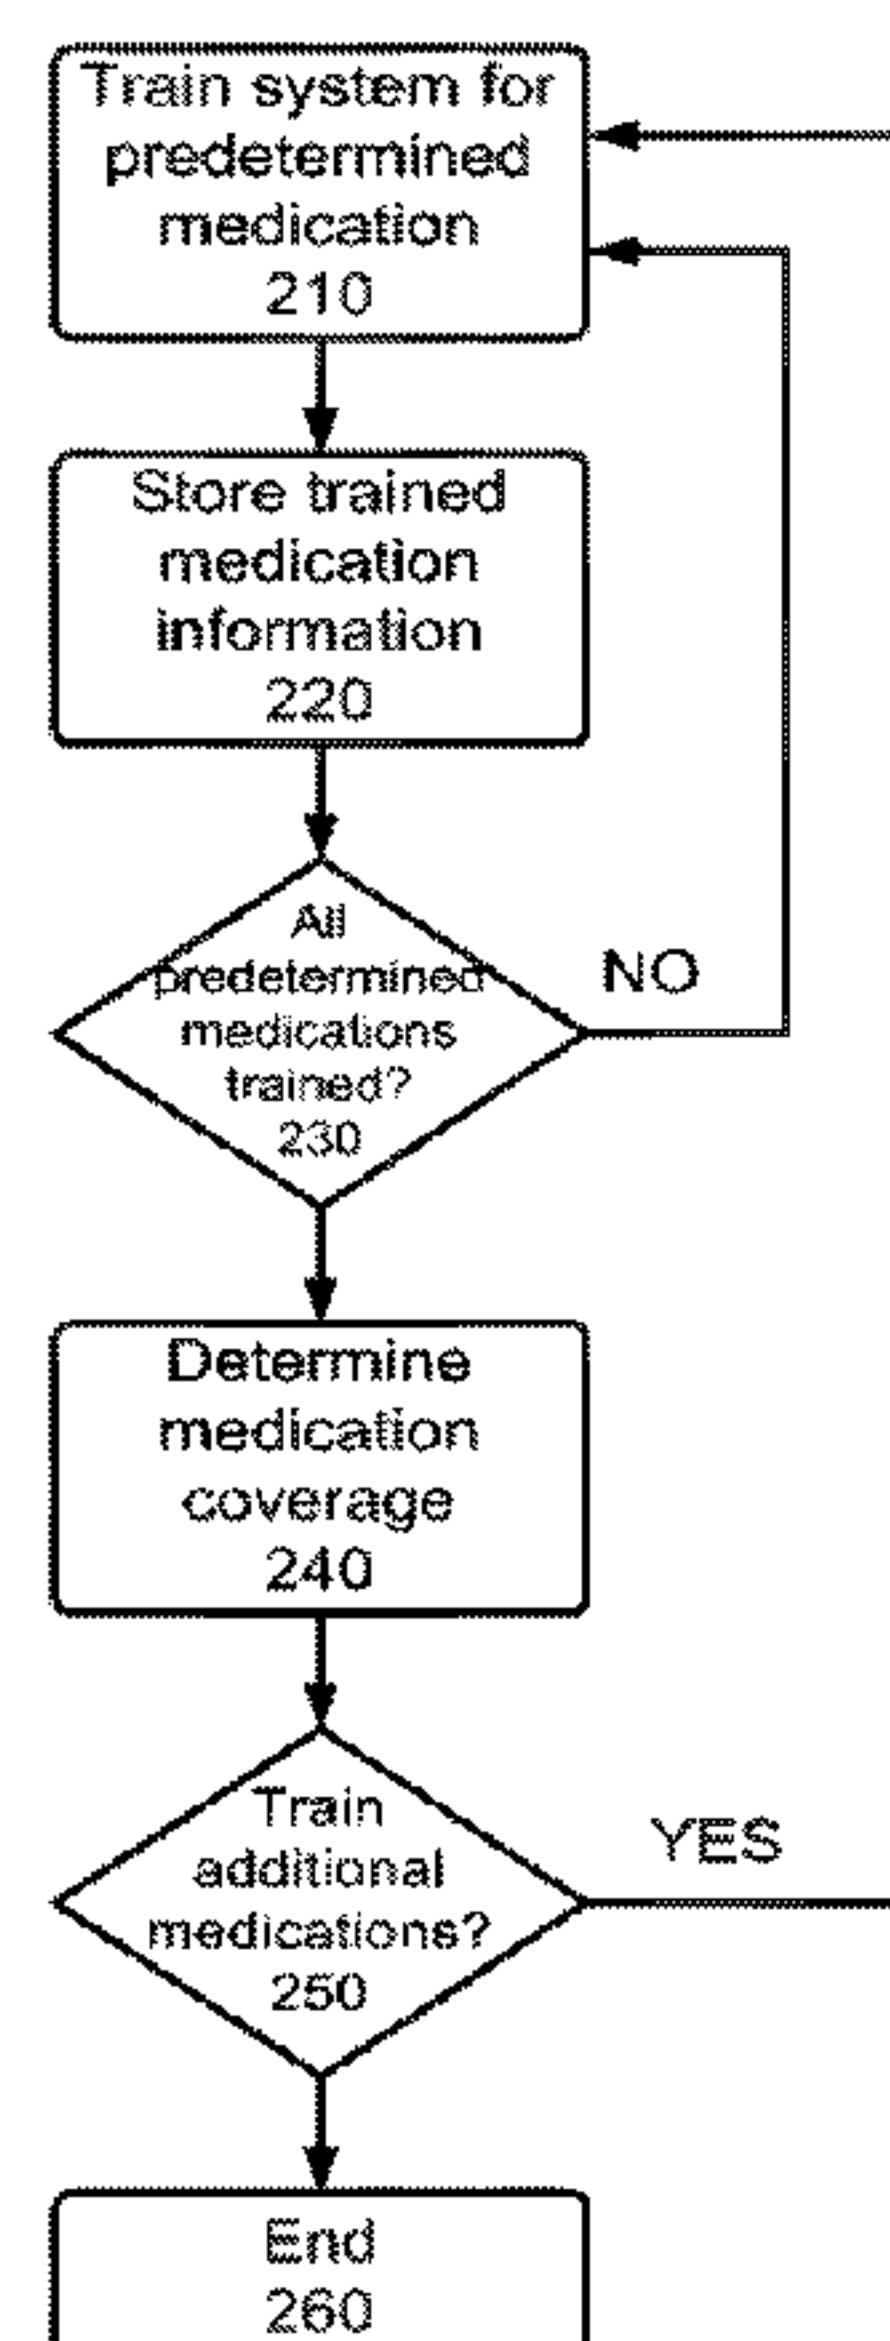 Train system for
predetermined
medication
210
Store trained
medication
information
220
All
predetermined
medications
trained?
230
NO
Determine
medication
coverage
240
Train
additional
medications?
250
YES
End
260